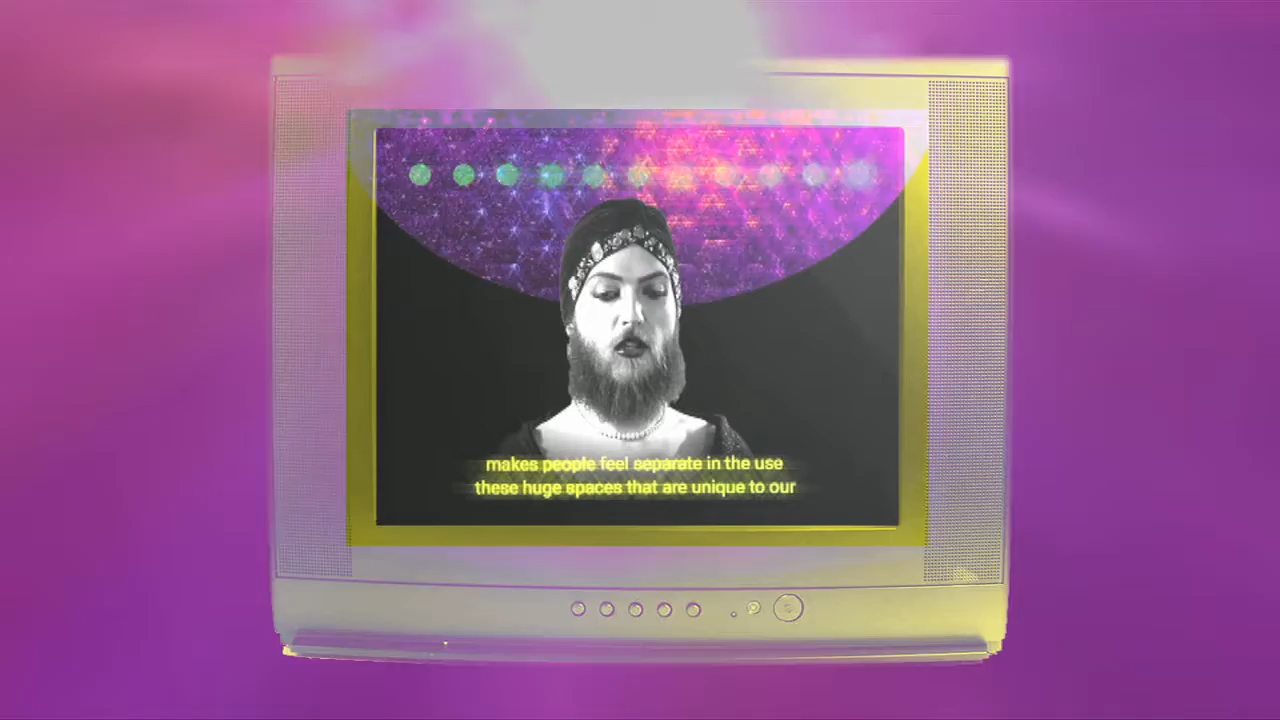 makes people feel separate in the use
these huge spaces that are unique to our